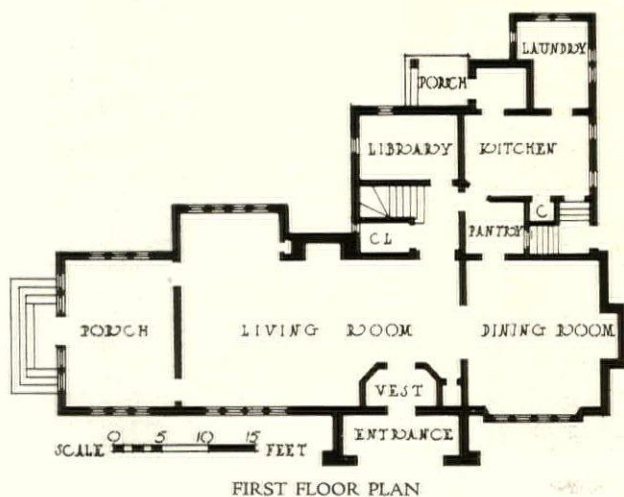 LAUNDRY
PORCH
LIBRARY KITCHEN
C
CL PANTRY
PORCH LIVING ROOM DINING ROOM
VEST
ENTRANCE
SCALE 0 5 10 15 FEET
FIRST FLOOR PLAN